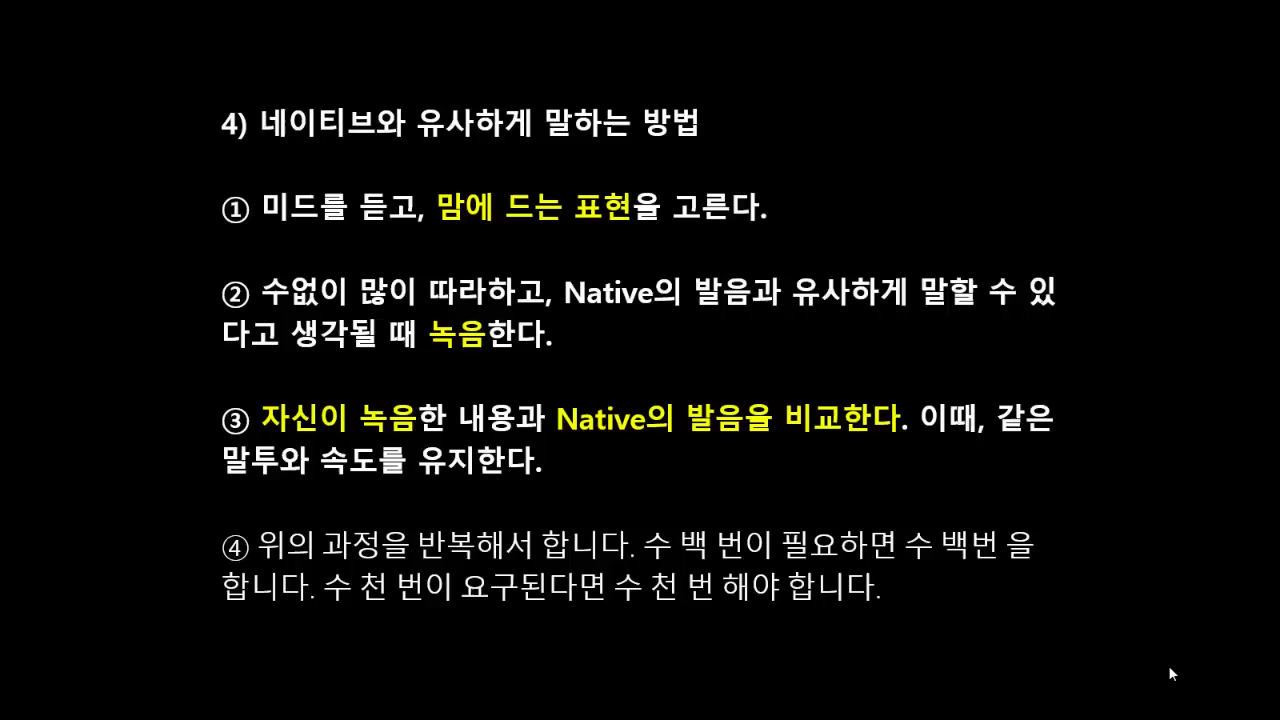 4) 네이티브와 유사하게 말하는 방법
① 미드를 듣고, 맘에 드는 표현을 고른다.
② 수없이 많이 따라하고, Native의 발음과 유사하게 말할 수 있
다고 생각될 때 녹음한다.
③ 자신이 녹음한 내용과 Native의 발음을 비교한다. 이때, 같은
말투와 속도를 유지한다.
④ 위의 과정을 반복해서 합니다. 수 백 번이 필요하면 수 백번 을
합니다. 수 천 번이 요구된다면 수 천 번 해야 합니다.